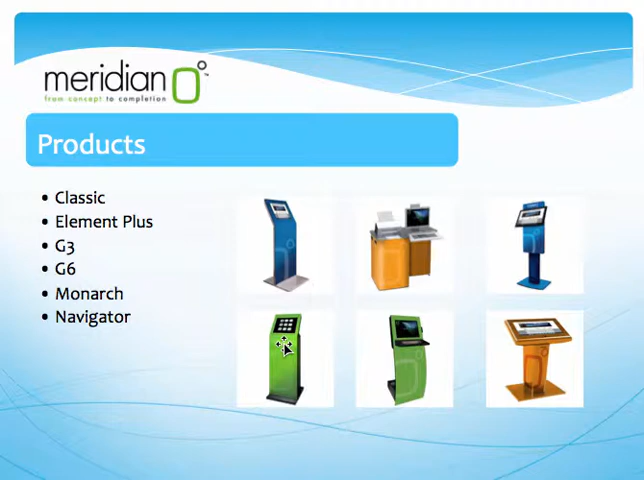 meridian
from concept to completion
Products
• Classic
• Element Plus
• G3
• G6
• Monarch
• Navigator